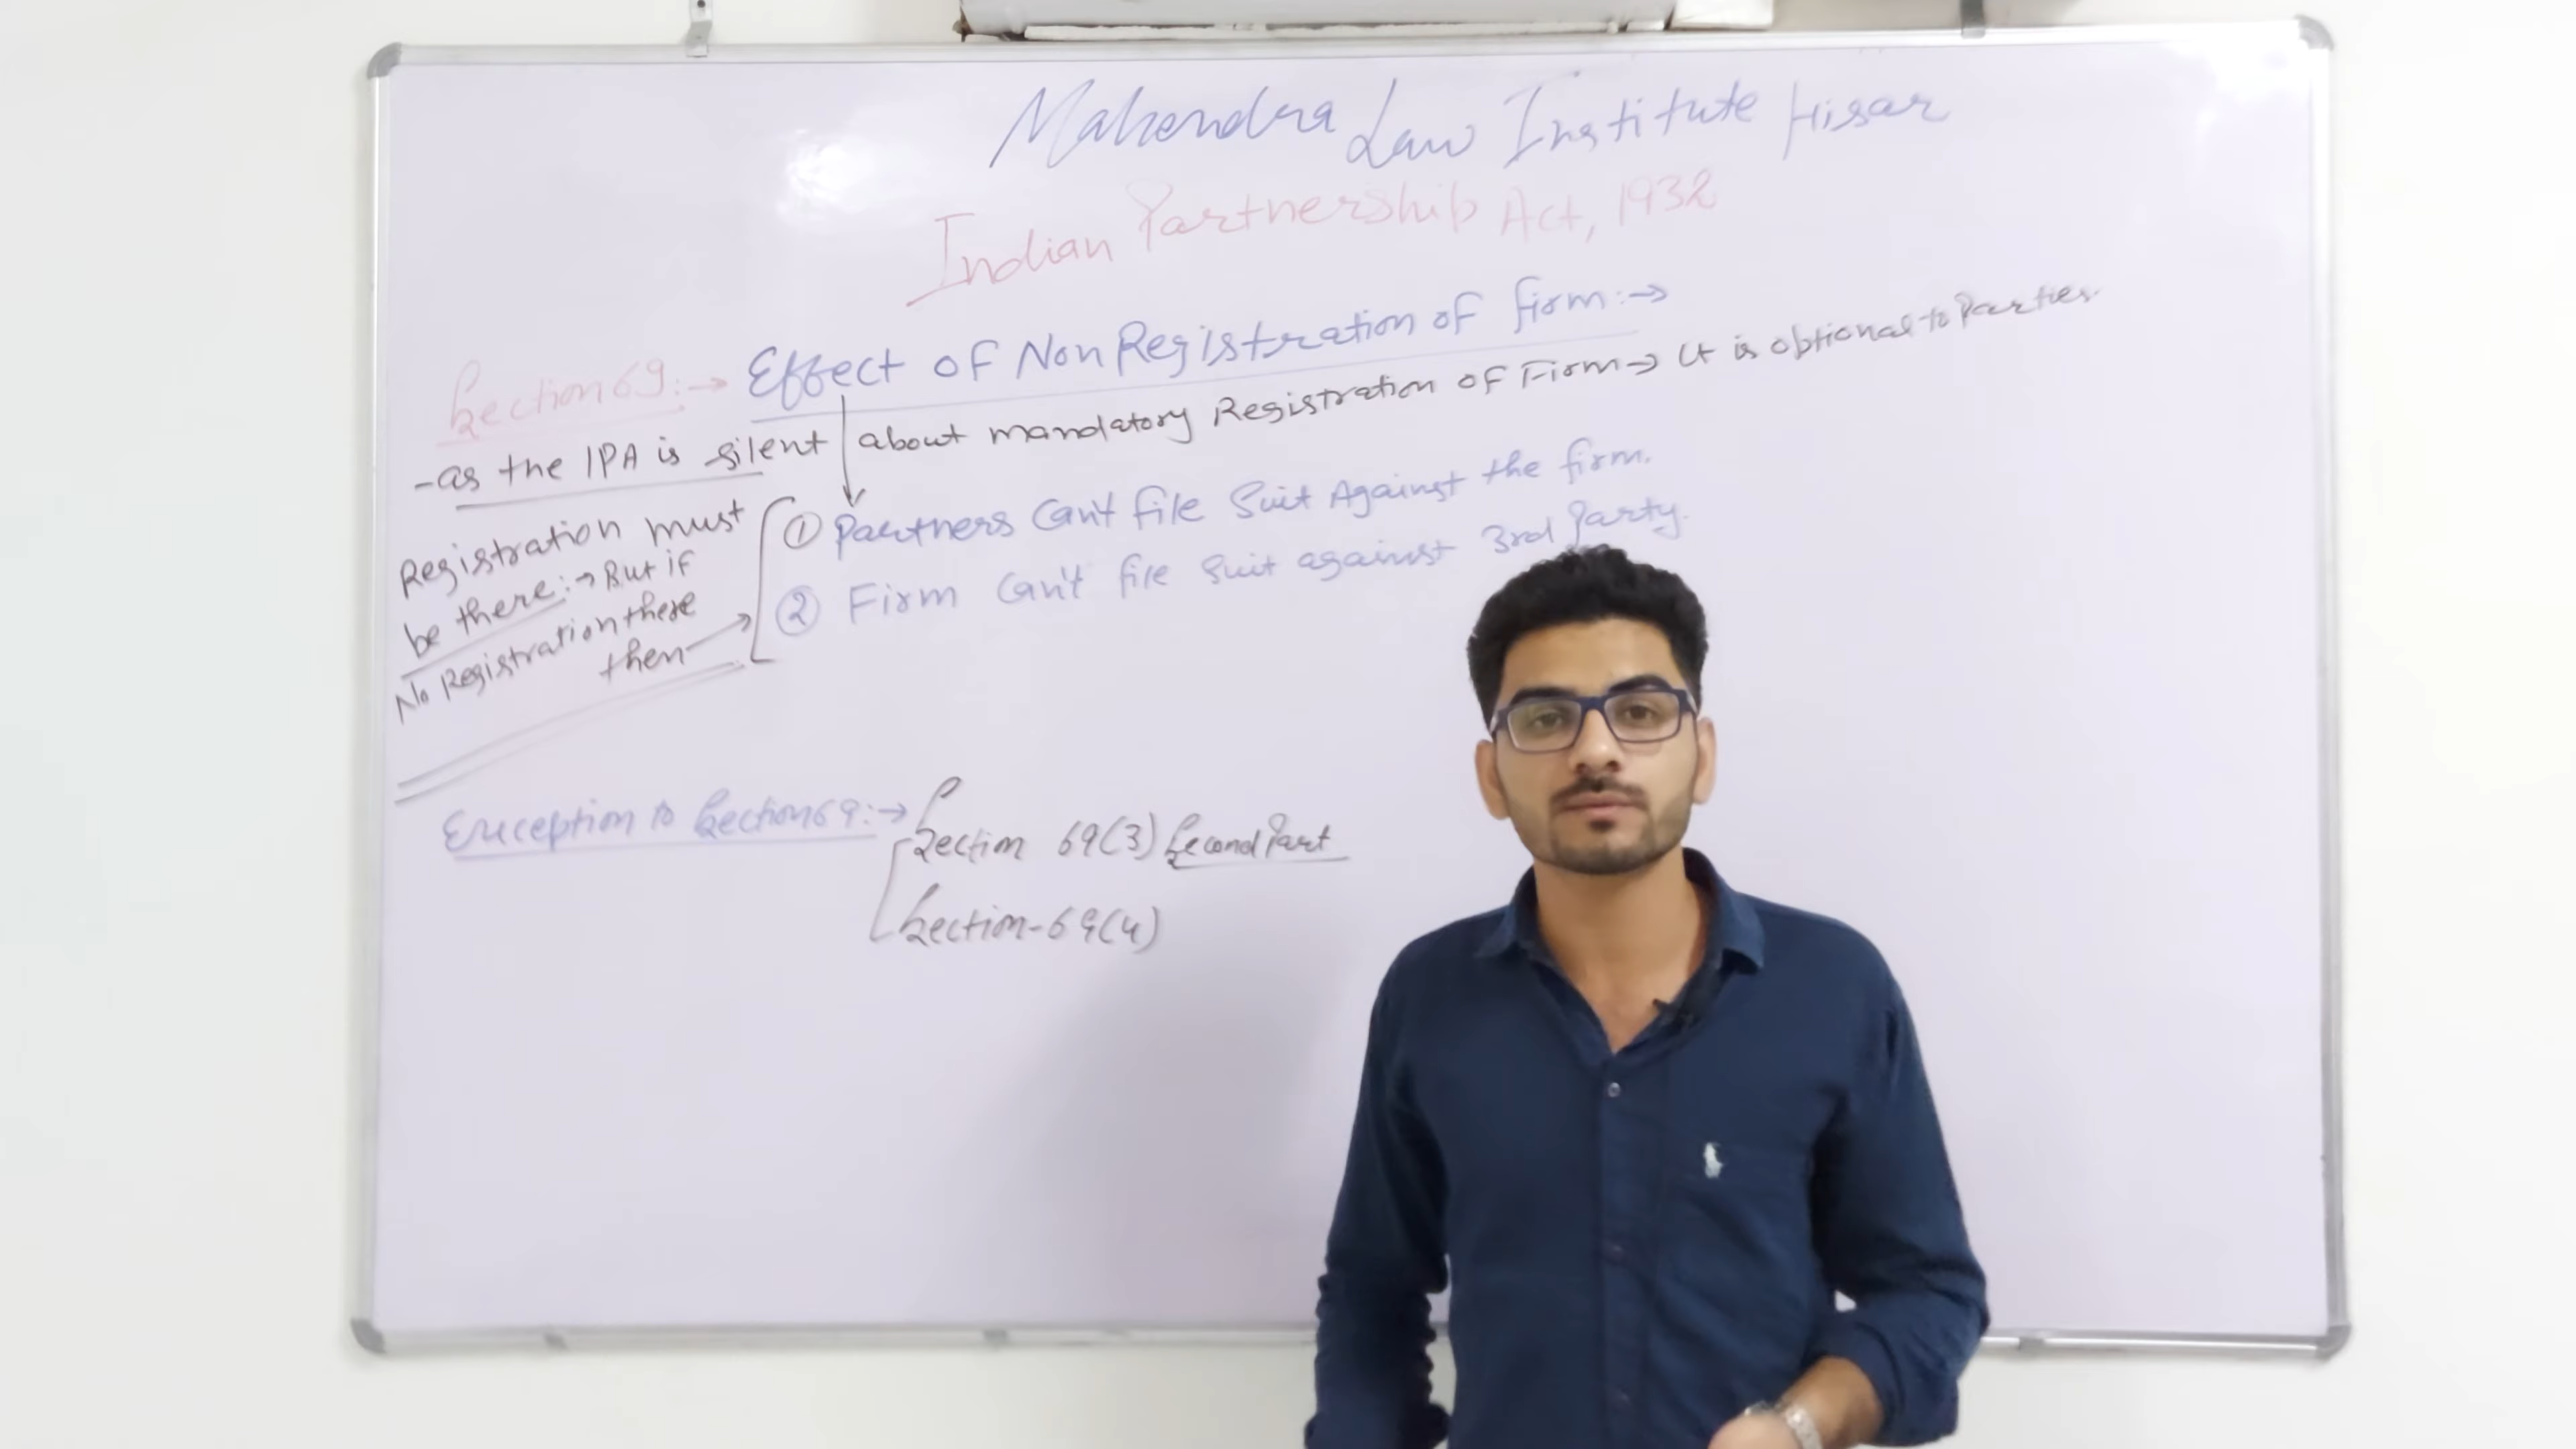 Mahendra Law Institute Hisar
Indian Partnership Act, 1932
Section 69:→ Effect of Non Registration of firm:→
-as the IPA is silent about mandatory Registration of Firm→ It is optional to Parties.
Registration must
be there:→ But if
No Registration there
then→
① Partners Can't file Suit Against the firm.
② Firm Can't file Suit against 3rd Party.
Exception to Section 69:→
Section 69(3) Second Part
Section-69(4)